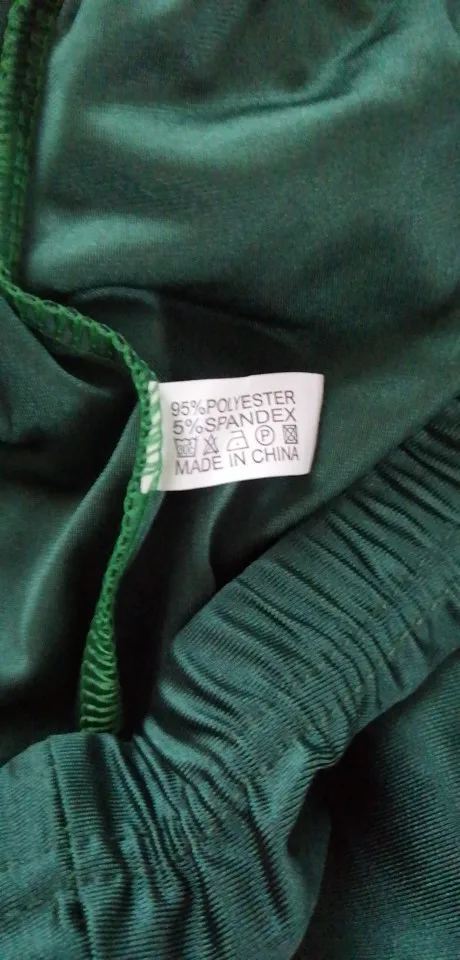 95%POLYESTER
5%SPANDEX
P
MADE IN CHINA